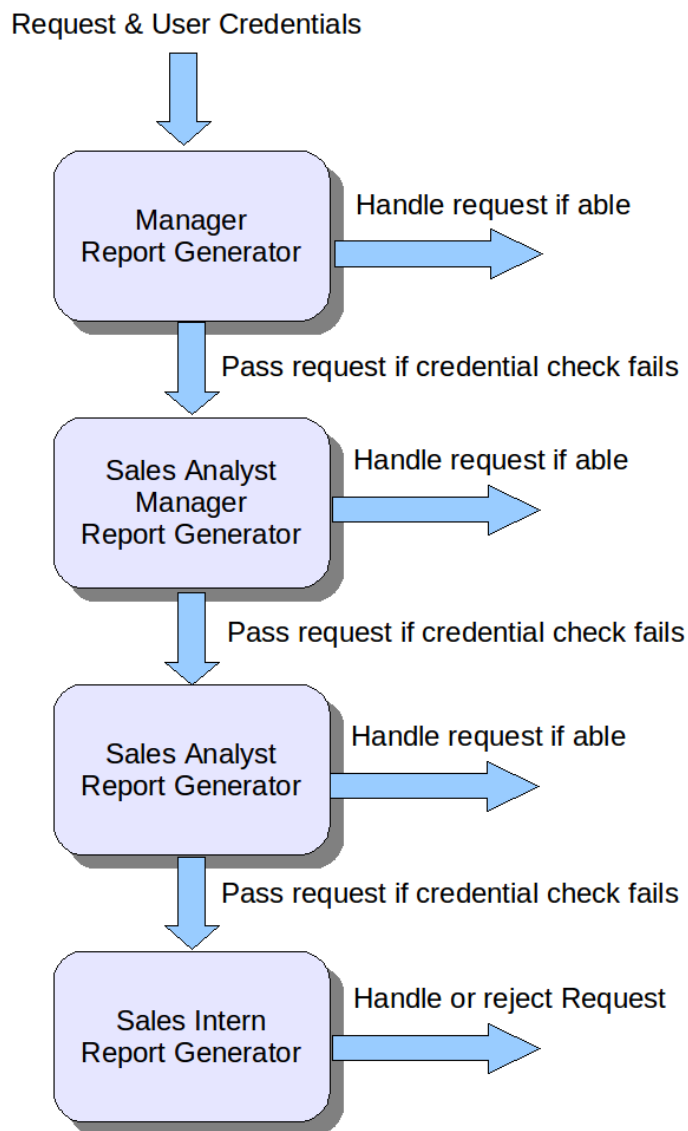 Request & User Credentials
Manager
Report Generator
Handle request if able
Pass request if credential check fails
Sales Analyst
Manager
Report Generator
Handle request if able
Pass request if credential check fails
Sales Analyst
Report Generator
Handle request if able
Pass request if credential check fails
Sales Intern
Report Generator
Handle or reject Request